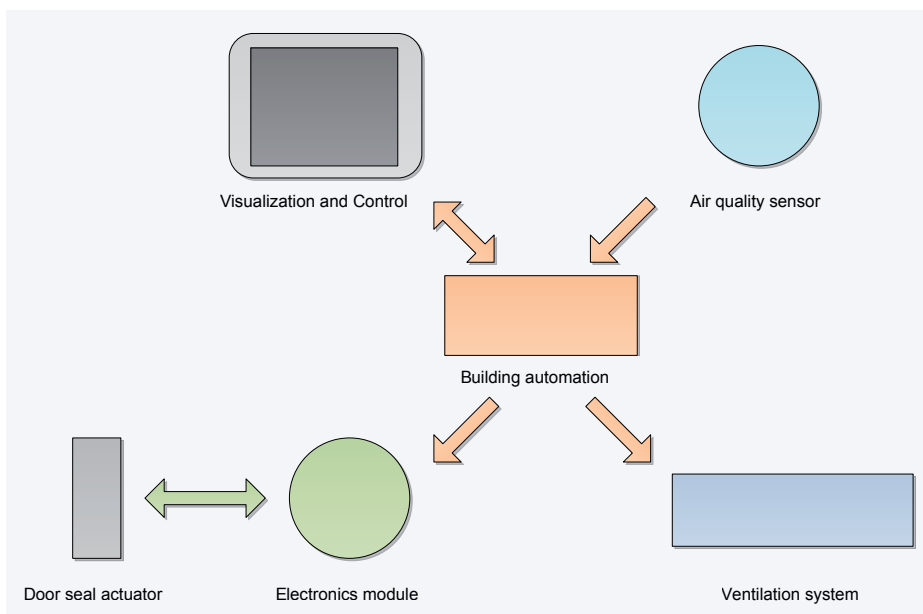 Visualization and Control
Air quality sensor
Building automation
Door seal actuator
Electronics module
Ventilation system